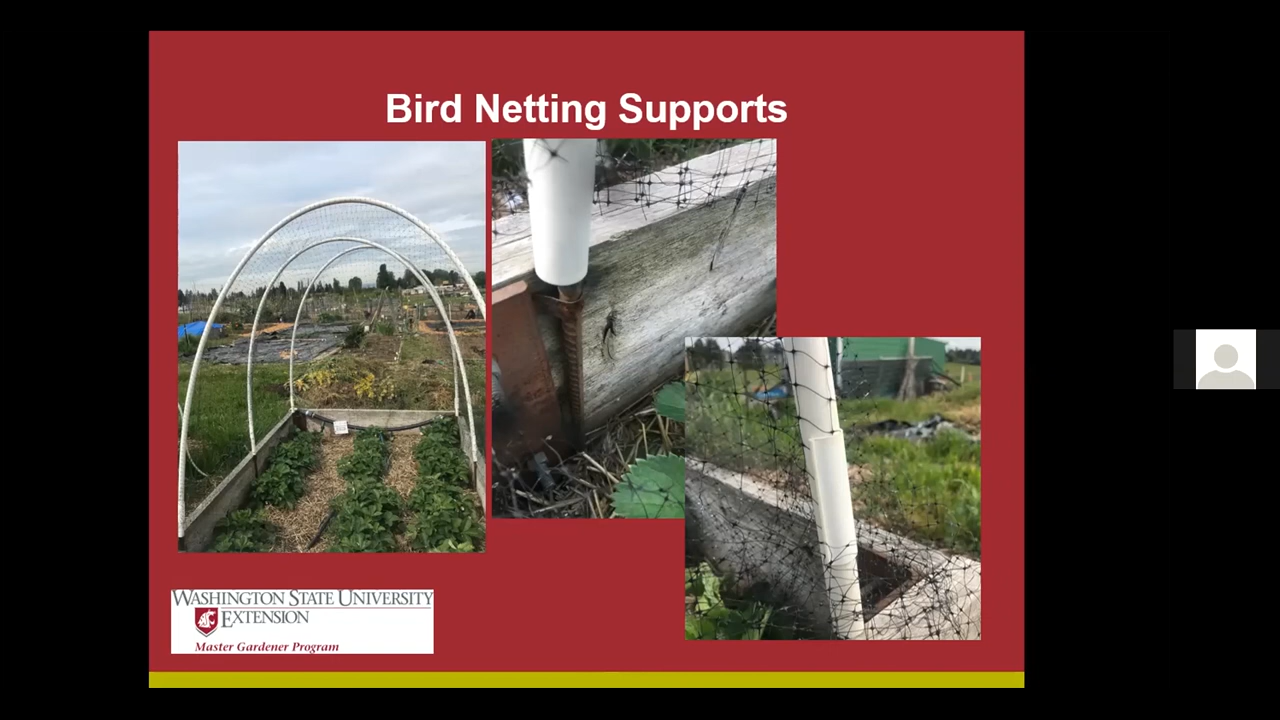 Bird Netting Supports
WASHINGTON STATE UNIVERSITY
EXTENSION
Master Gardener Program